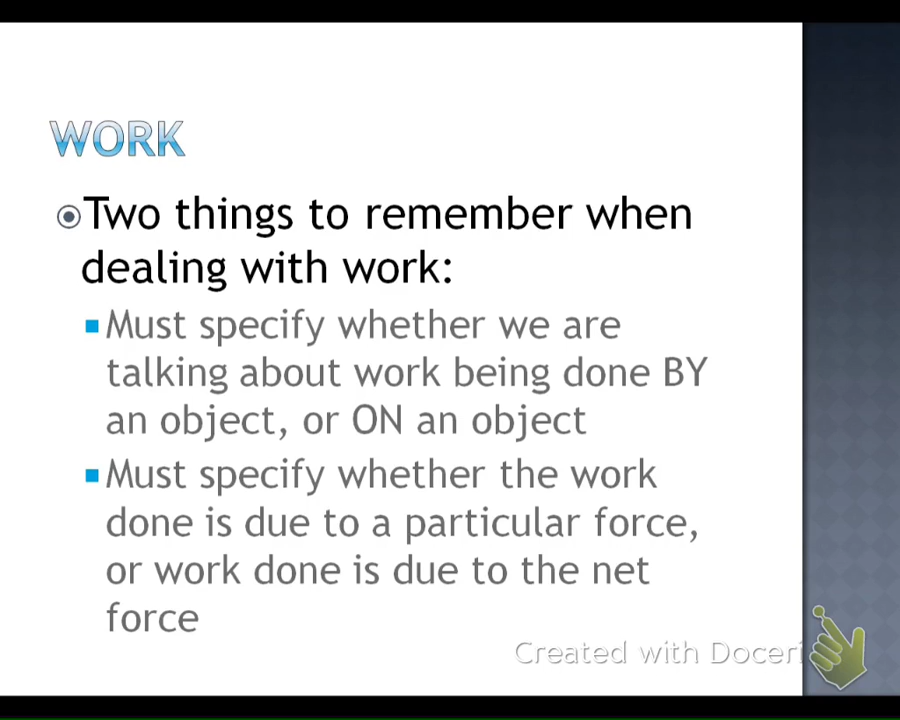 WORK
Two things to remember when
dealing with work:
Must specify whether we are
talking about work being done BY
an object, or ON an object
Must specify whether the work
done is due to a particular force,
or work done is due to the net
force
Created with Doceri